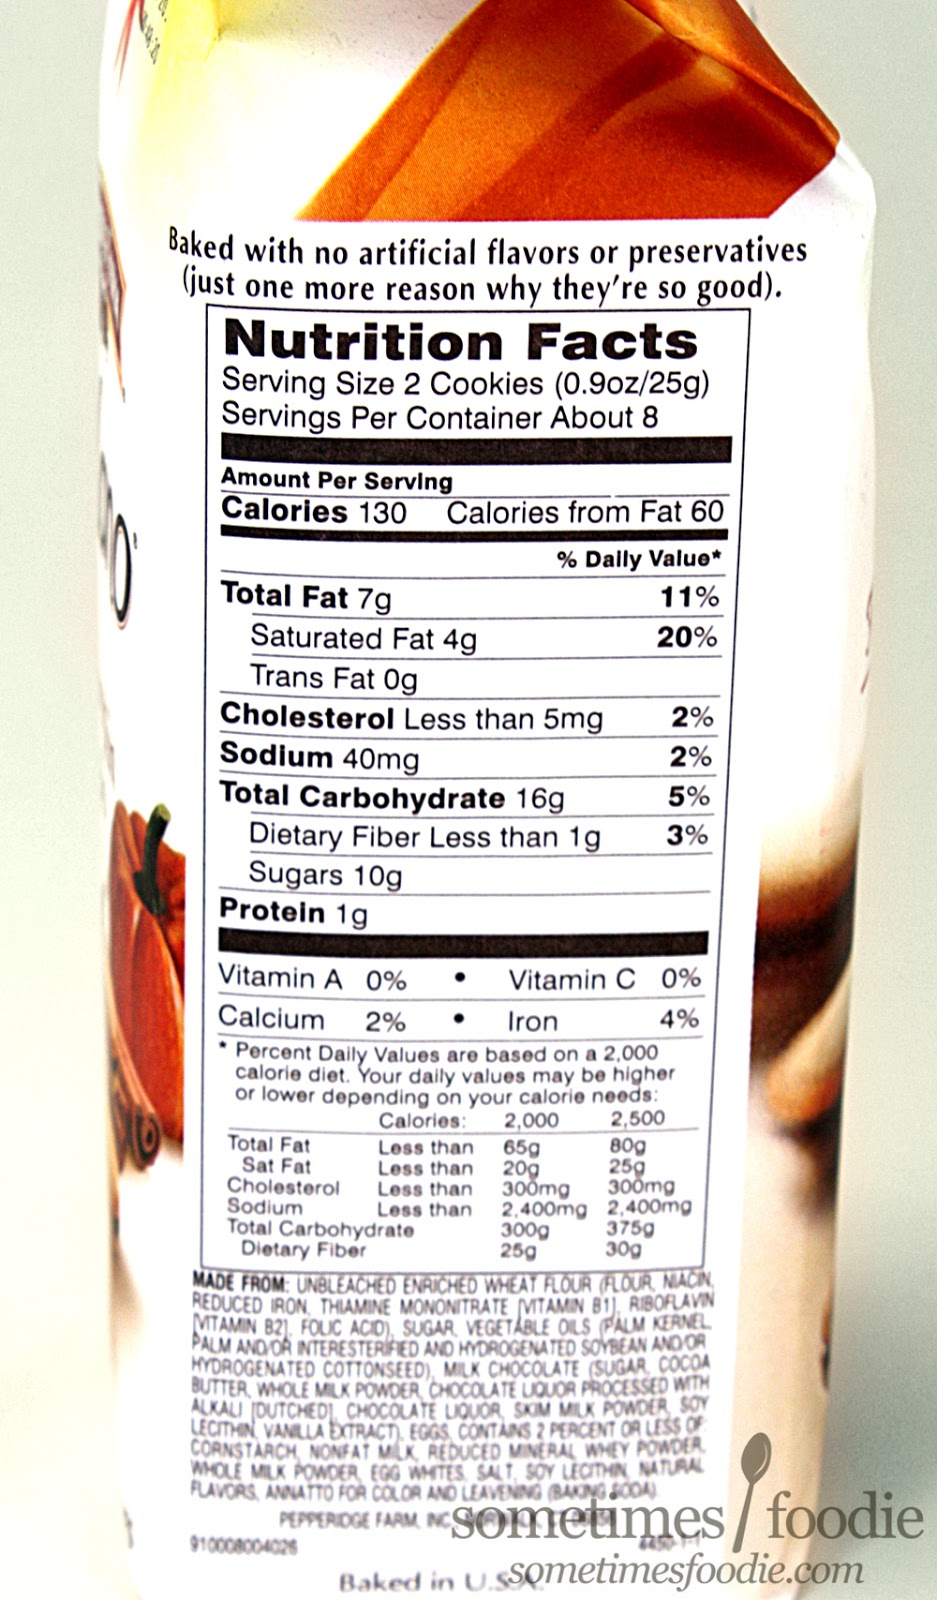 Baked with no artificial flavors or preservatives
(just one more reason why they're so good).
Nutrition Facts
Serving Size 2 Cookies (0.9oz/25g)
Servings Per Container About 8
Amount Per Serving
Calories 130 Calories from Fat 60
% Daily Value*
Total Fat 7g 11%
Saturated Fat 4g 20%
Trans Fat 0g
Cholesterol Less than 5mg 2%
Sodium 40mg 2%
Total Carbohydrate 16g 5%
Dietary Fiber Less than 1g 3%
Sugars 10g
Protein 1g
Vitamin A 0% • Vitamin C 0%
Calcium 2% • Iron 4%
* Percent Daily Values are based on a 2,000
calorie diet. Your daily values may be higher
or lower depending on your calorie needs:
Calories: 2,000 2,500
Total Fat Less than 65g 80g
Sat Fat Less than 20g 25g
Cholesterol Less than 300mg 300mg
Sodium Less than 2,400mg 2,400mg
Total Carbohydrate 300g 375g
Dietary Fiber 25g 30g
MADE FROM: UNBLEACHED ENRICHED WHEAT FLOUR (FLOUR, NIACIN,
REDUCED IRON, THIAMINE MONONITRATE [VITAMIN B1], RIBOFLAVIN
[VITAMIN B2], FOLIC ACID), SUGAR, VEGETABLE OILS (PALM KERNEL,
PALM AND/OR INTERESTERIFIED AND HYDROGENATED SOYBEAN AND/OR
HYDROGENATED COTTONSEED), MILK CHOCOLATE (SUGAR, COCOA
BUTTER, WHOLE MILK POWDER, CHOCOLATE LIQUOR PROCESSED WITH
ALKALI [DUTCHED], CHOCOLATE LIQUOR, SKIM MILK POWDER, SOY
LECITHIN, VANILLA EXTRACT), EGGS, CONTAINS 2 PERCENT OR LESS OF:
CORNSTARCH, NONFAT MILK, REDUCED MINERAL WHEY POWDER,
WHOLE MILK POWDER, EGG WHITES, SALT, SOY LECITHIN, NATURAL
FLAVORS, ANNATTO FOR COLOR AND LEAVENING (BAKING SODA).
PEPPERIDGE FARM, INC.
910008004026
Baked in U.S.A.
sometimes foodie
sometimesfoodie.com